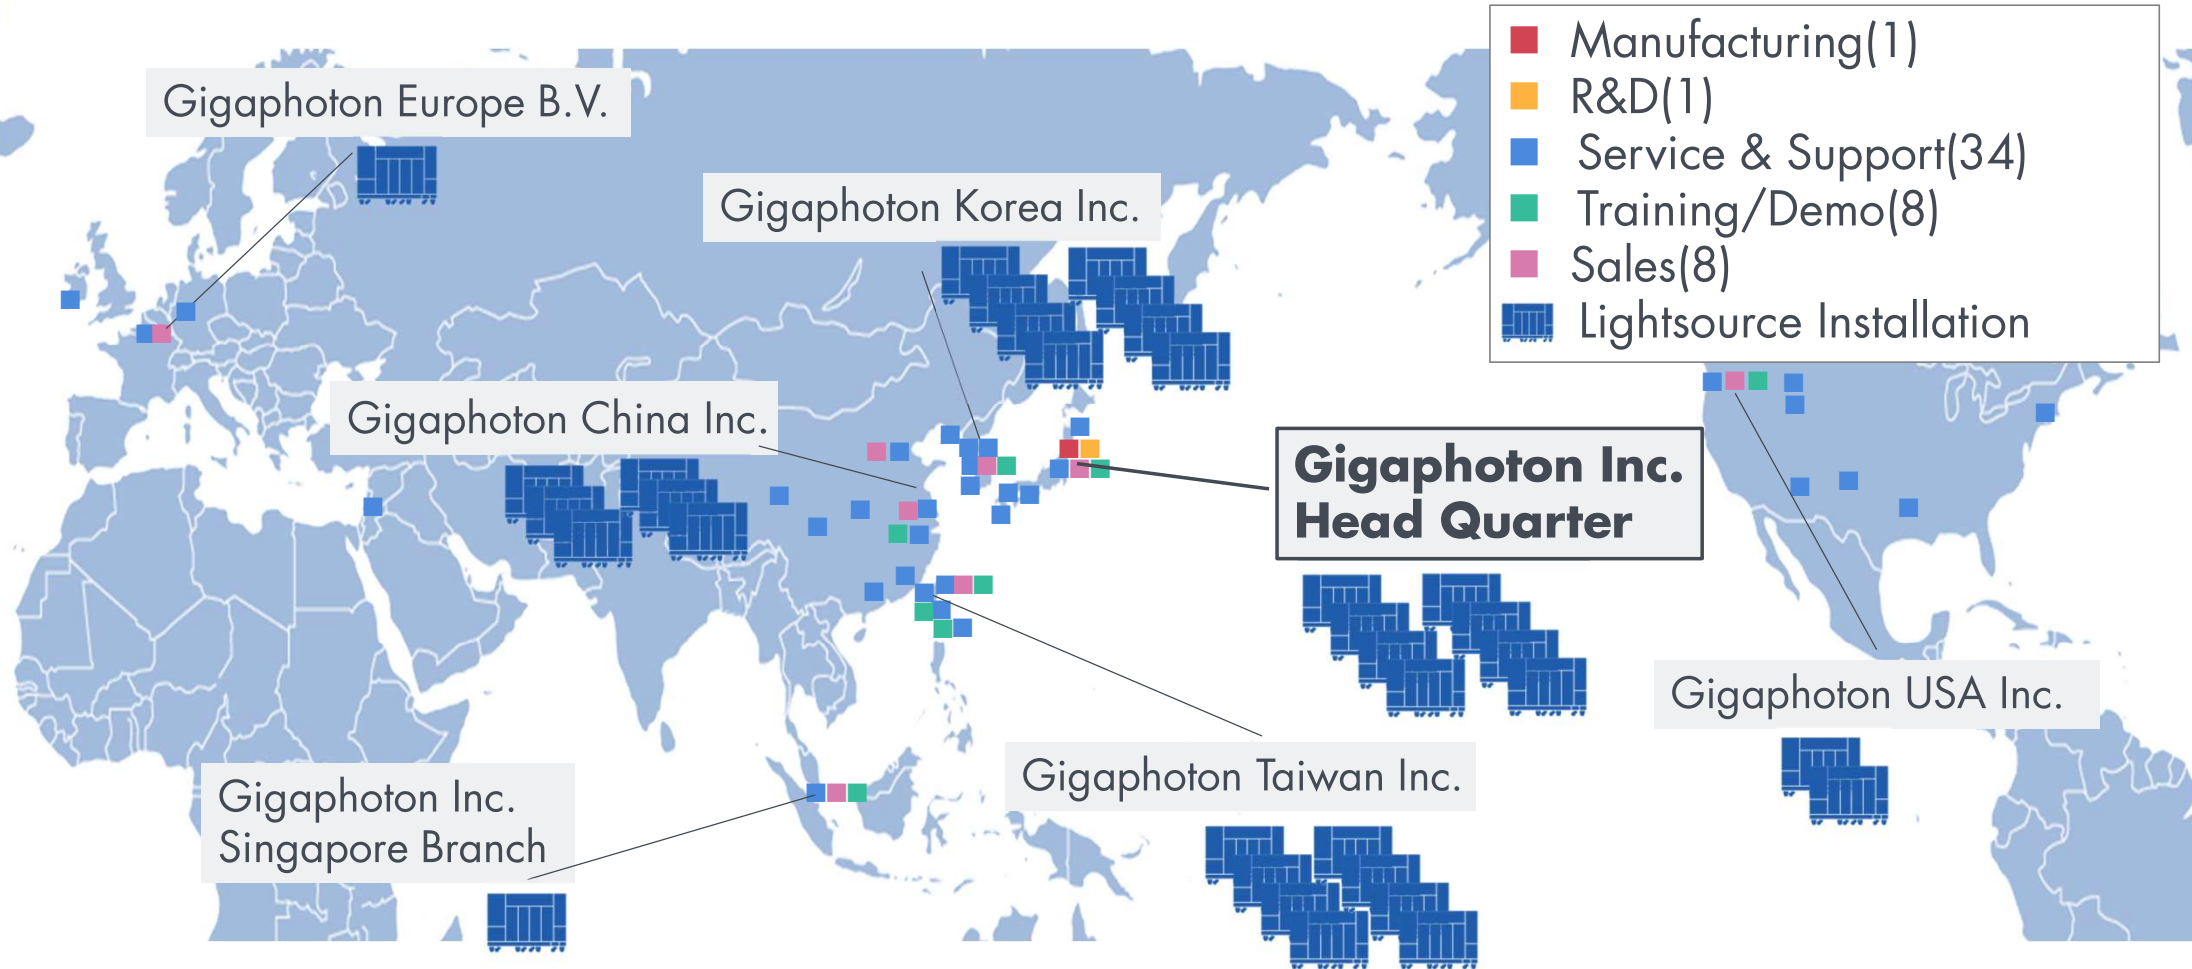 Manufacturing(1)
R&D(1)
Service & Support(34)
Training/Demo(8)
Sales(8)
Lightsource Installation
Gigaphoton Europe B.V.
Gigaphoton Korea Inc.
Gigaphoton China Inc.
Gigaphoton Inc.
Head Quarter
Gigaphoton USA Inc.
Gigaphoton Taiwan Inc.
Gigaphoton Inc.
Singapore Branch